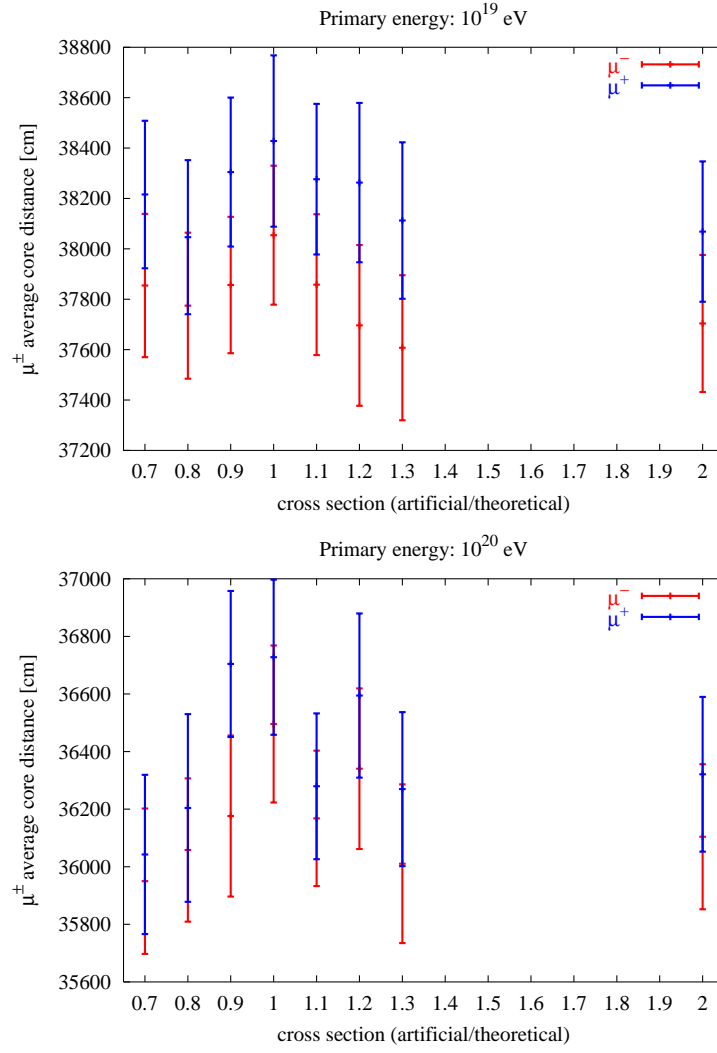 Primary energy: 10^19 eV
μ^± average core distance [cm]
38800
38600
38400
38200
38000
37800
37600
37400
37200
μ^-
μ^+
0.7 0.8 0.9 1 1.1 1.2 1.3 1.4 1.5 1.6 1.7 1.8 1.9 2
cross section (artificial/theoretical)
Primary energy: 10^20 eV
μ^± average core distance [cm]
37000
36800
36600
36400
36200
36000
35800
35600
μ^-
μ^+
0.7 0.8 0.9 1 1.1 1.2 1.3 1.4 1.5 1.6 1.7 1.8 1.9 2
cross section (artificial/theoretical)